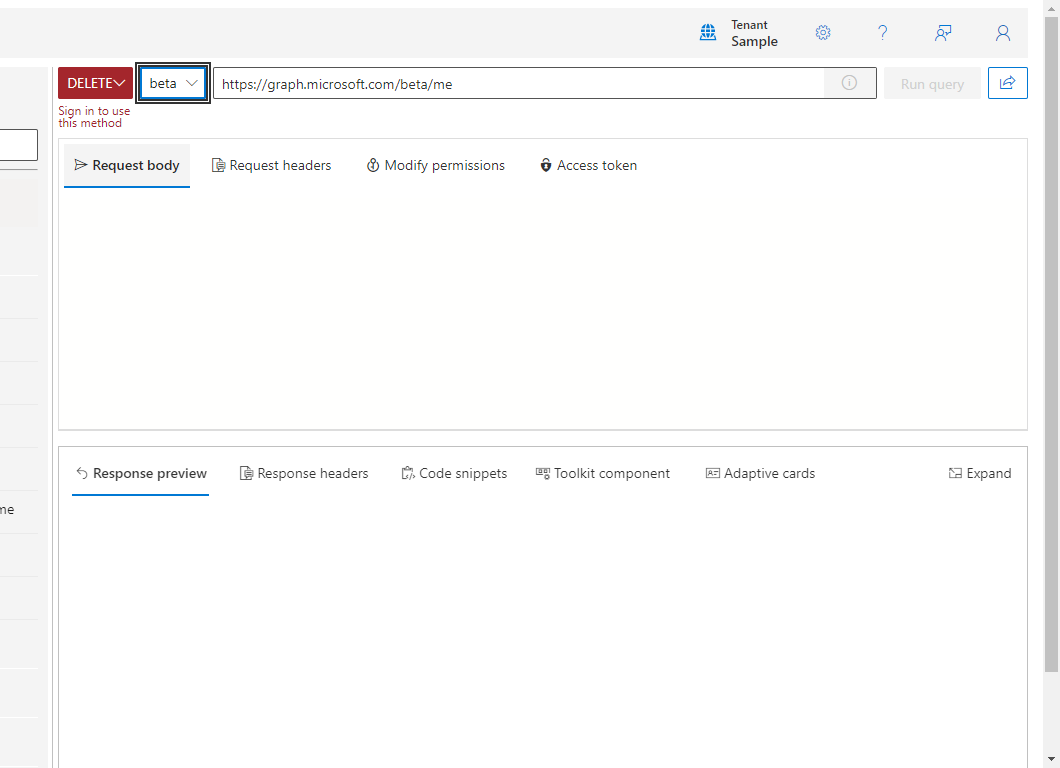 Tenant
Sample
DELETE
beta
https://graph.microsoft.com/beta/me
Run query
Sign in to use
this method
Request body
Request headers
Modify permissions
Access token
Response preview
Response headers
Code snippets
Toolkit component
Adaptive cards
Expand
me